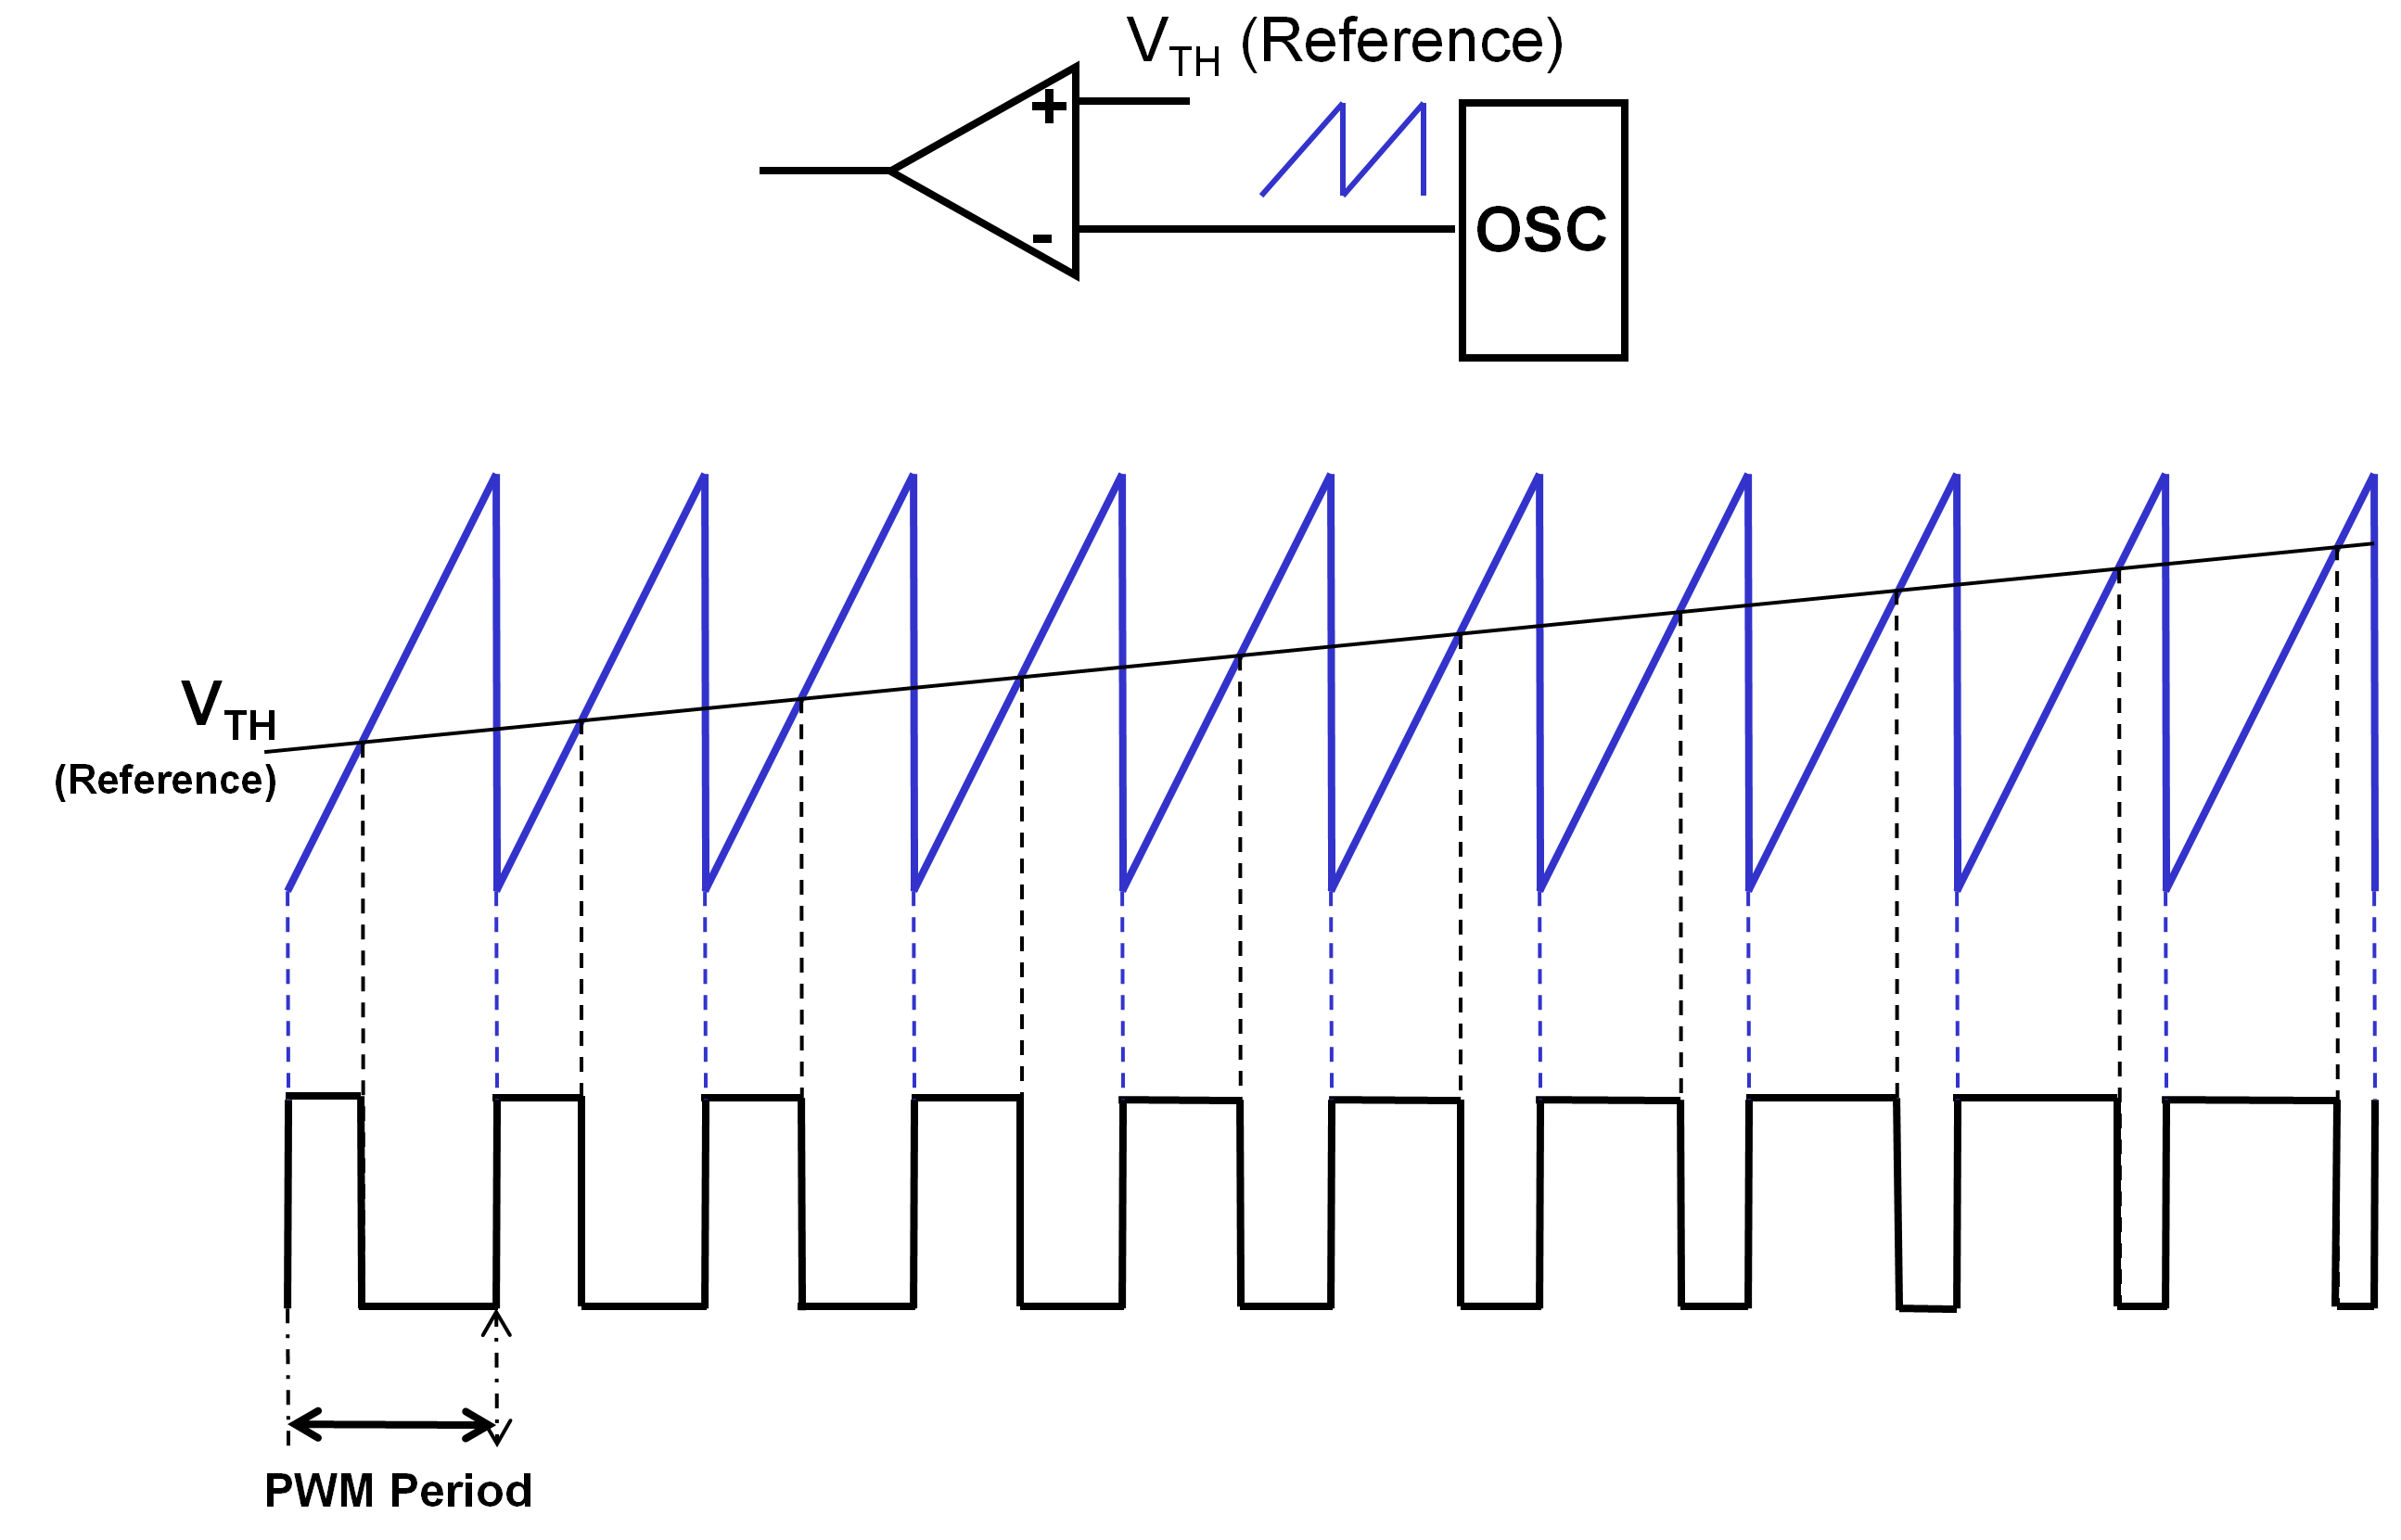 VTH (Reference)
+
-
OSC
VTH
(Reference)
PWM Period